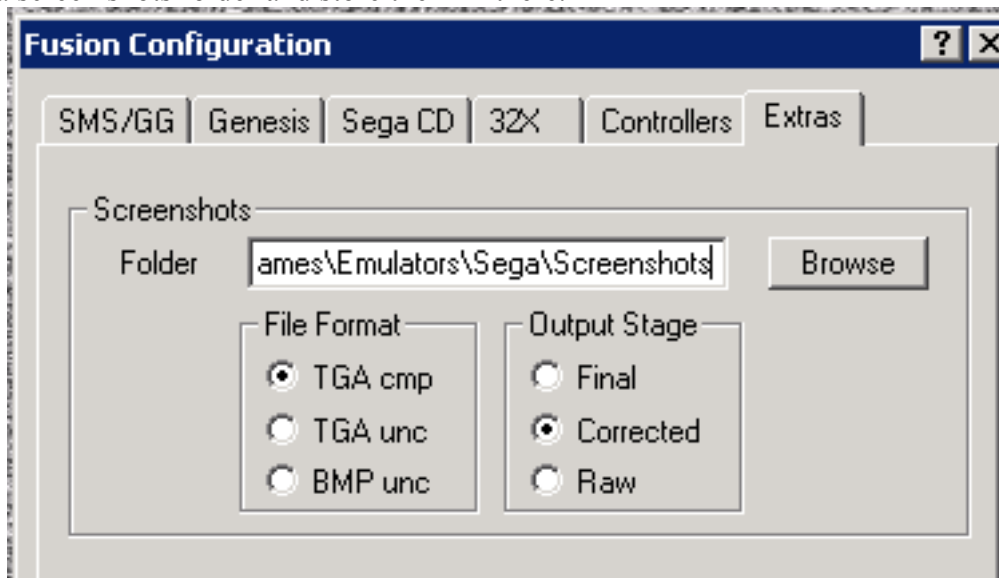 Fusion Configuration
SMS/GG Genesis Sega CD 32X Controllers Extras
Screenshots
Folder ames\Emulators\Sega\Screenshots Browse
File Format Output Stage
TGA cmp Final
TGA unc Corrected
BMP unc Raw